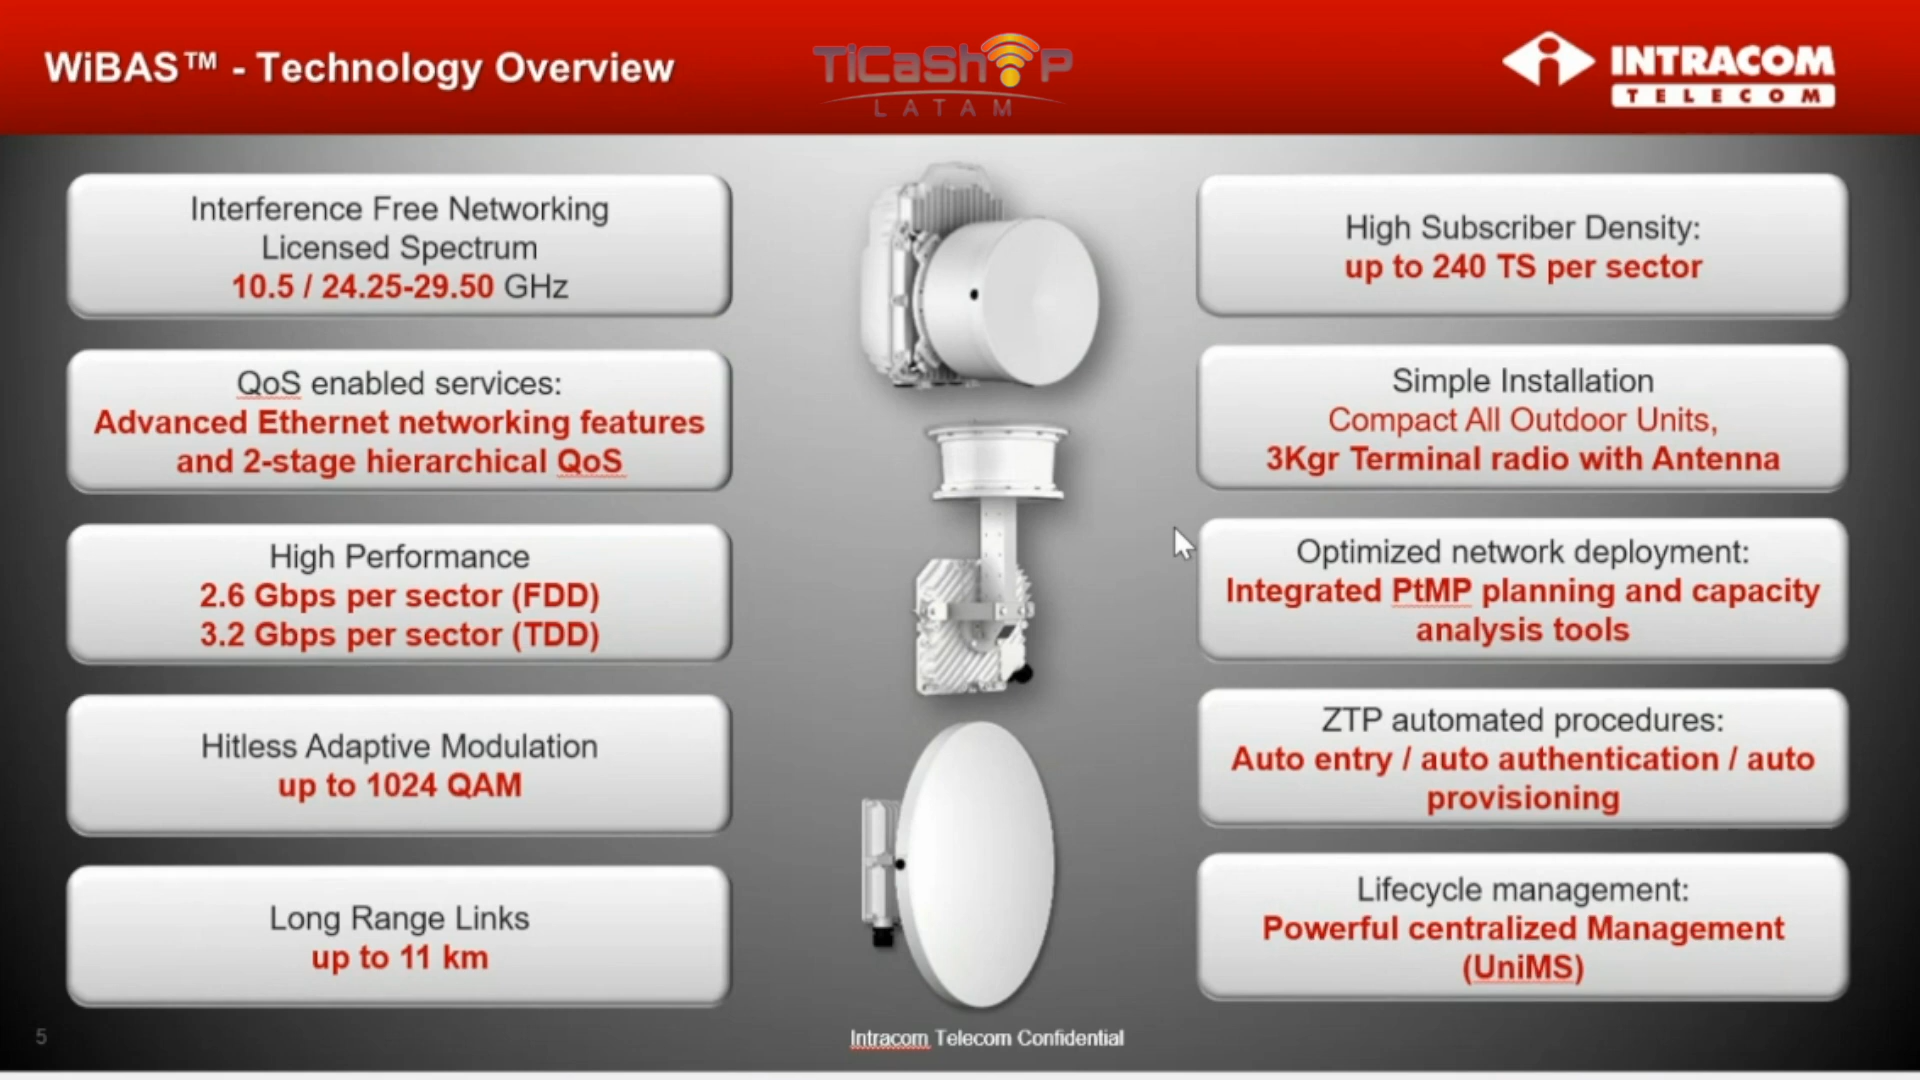 WiBAS™ - Technology Overview
TiCaShop
LATAM
INTRACOM
TELECOM
Interference Free Networking
Licensed Spectrum
10.5 / 24.25-29.50 GHz
QoS enabled services:
Advanced Ethernet networking features
and 2-stage hierarchical QoS
High Performance
2.6 Gbps per sector (FDD)
3.2 Gbps per sector (TDD)
Hitless Adaptive Modulation
up to 1024 QAM
Long Range Links
up to 11 km
High Subscriber Density:
up to 240 TS per sector
Simple Installation
Compact All Outdoor Units,
3Kgr Terminal radio with Antenna
Optimized network deployment:
Integrated PtMP planning and capacity
analysis tools
ZTP automated procedures:
Auto entry / auto authentication / auto
provisioning
Lifecycle management:
Powerful centralized Management
(UniMS)
5
Intracom Telecom Confidential